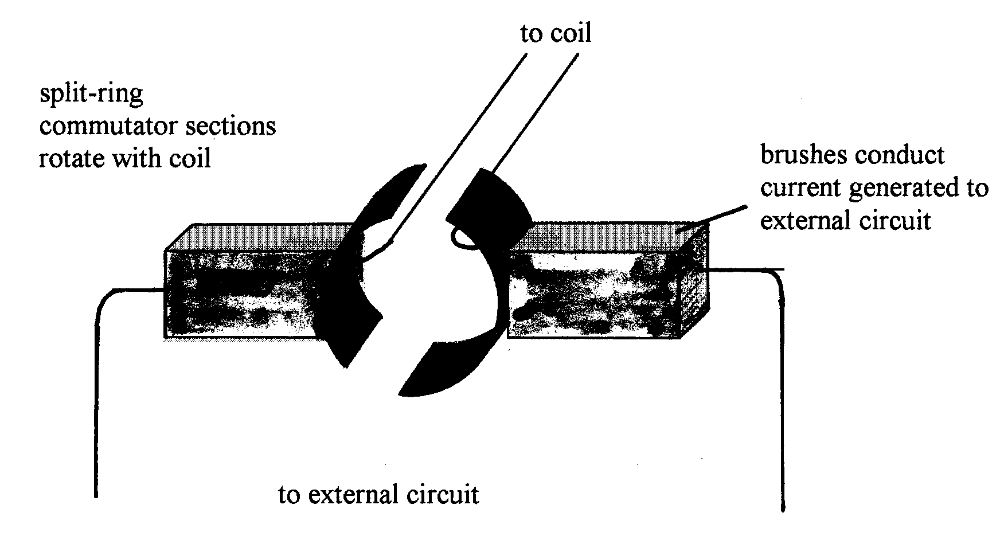 to coil
split-ring
commutator sections
rotate with coil
brushes conduct
current generated to
external circuit
to external circuit